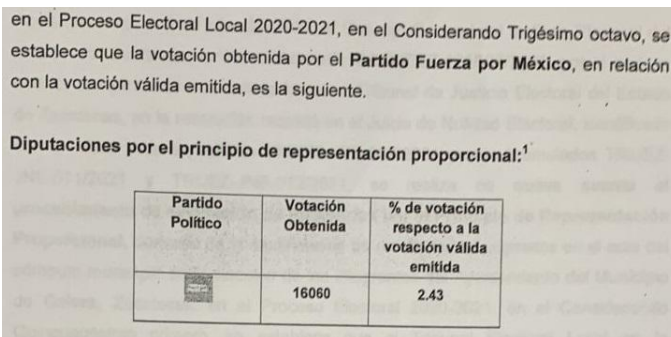 en el Proceso Electoral Local 2020-2021, en el Considerando Trigésimo octavo, se
establece que la votación obtenida por el Partido Fuerza por México, en relación
con la votación válida emitida, es la siguiente.
Diputaciones por el principio de representación proporcional:¹
Partido
Político
Votación
Obtenida
% de votación
respecto a la
votación válida
emitida
16060
2.43